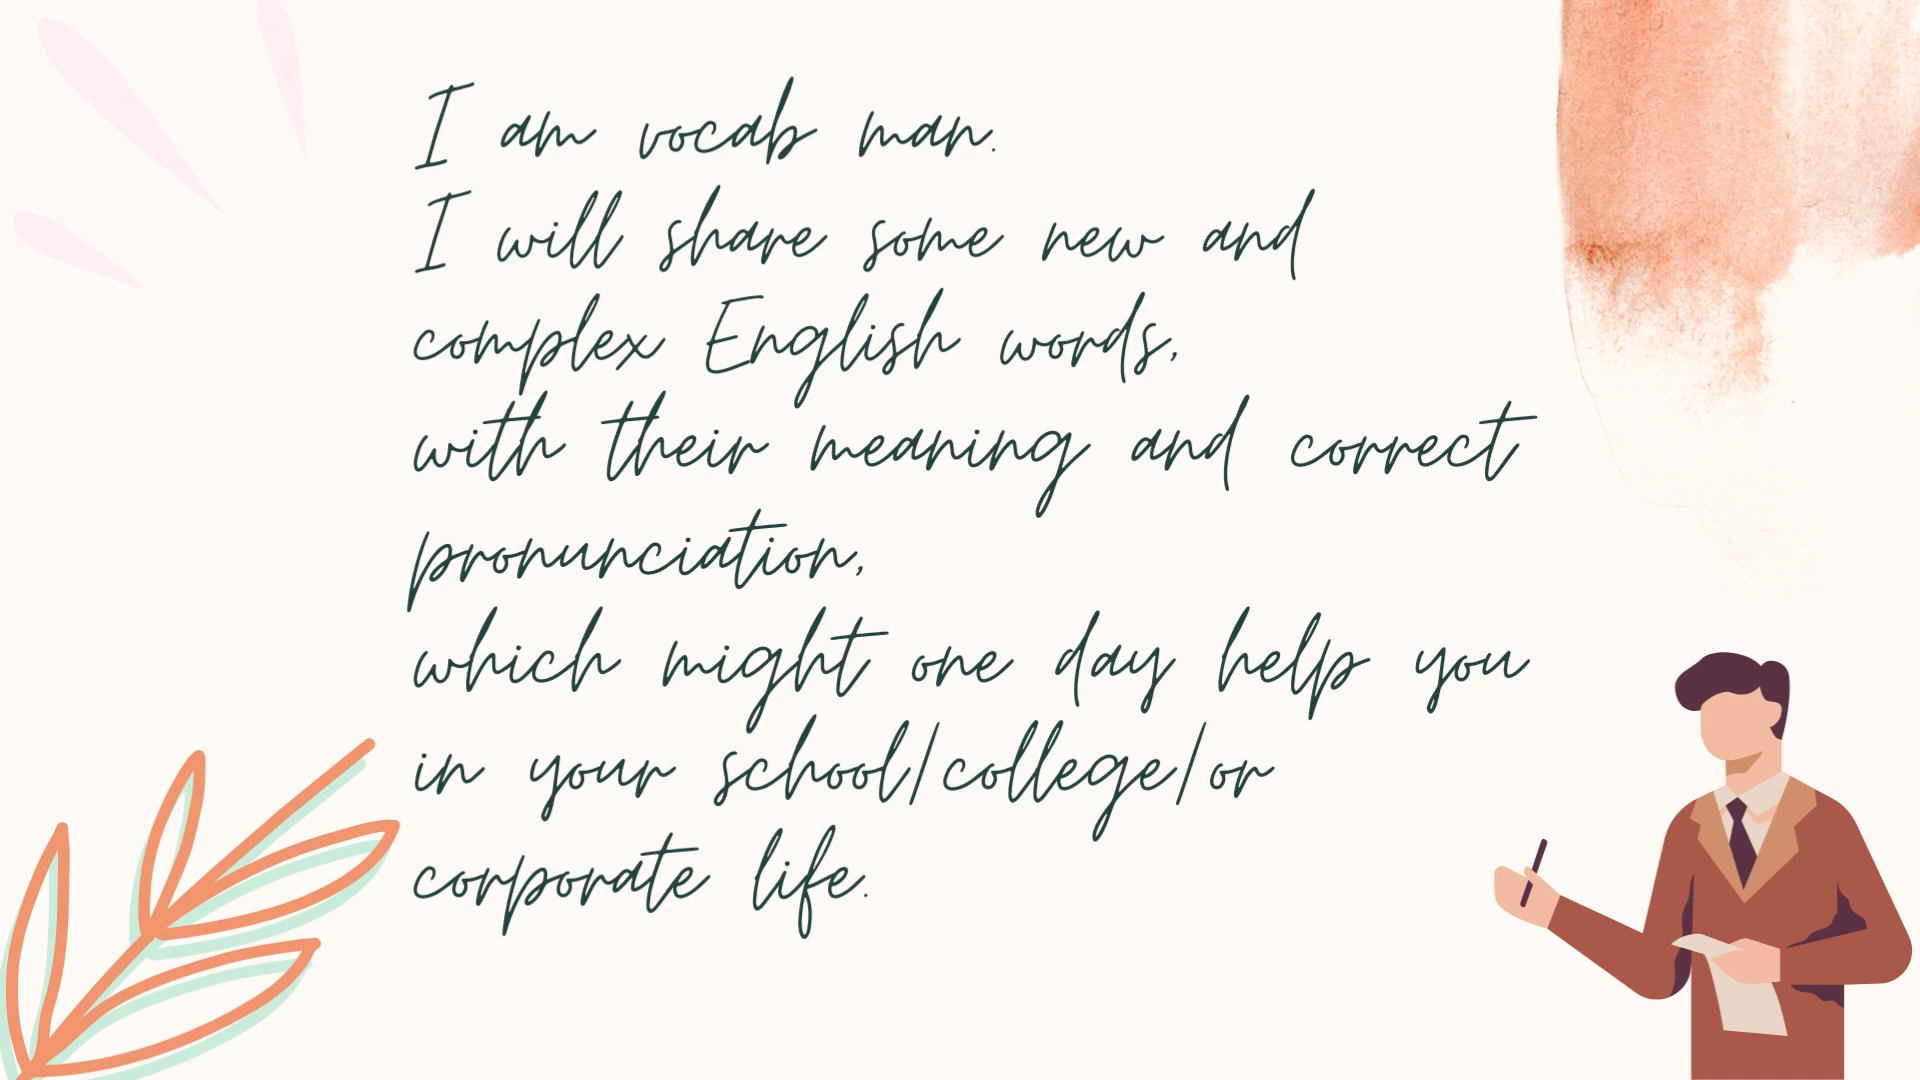 I am vocab man.
I will share some new and
complex English words,
with their meaning and correct
pronunciation,
which might one day help you
in your school/college/or
corporate life.